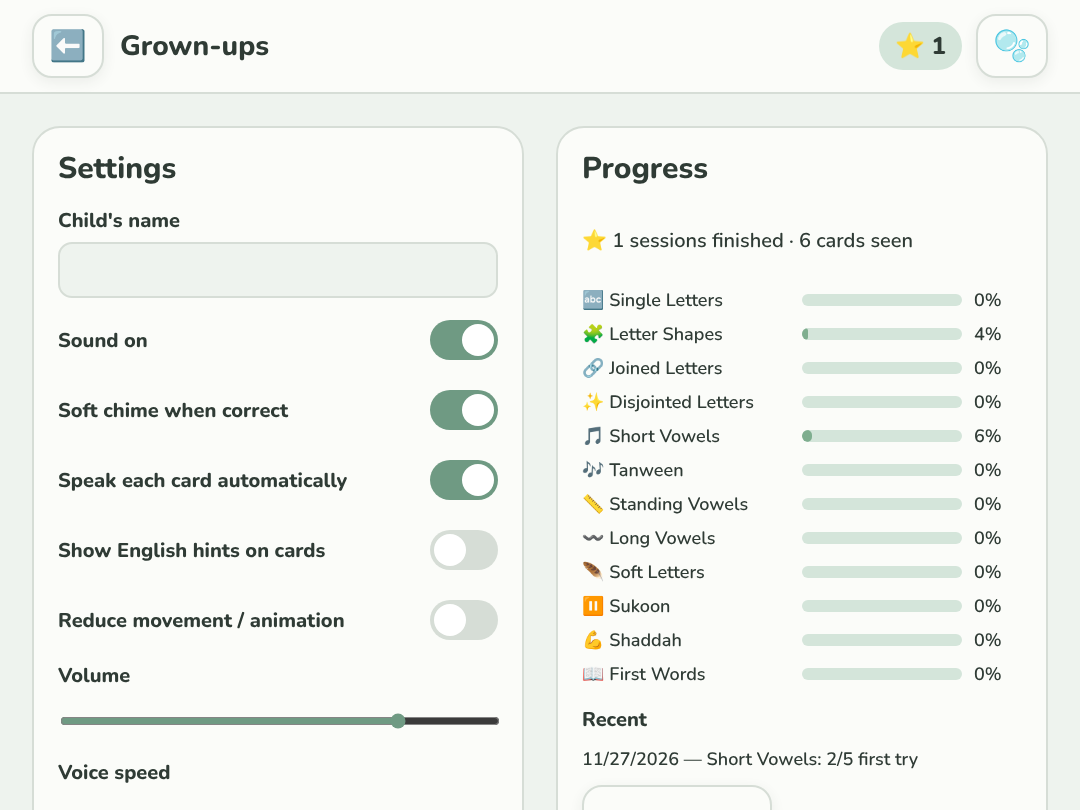 Grown-ups
⭐ 1
Settings
Child's name
Sound on
Soft chime when correct
Speak each card automatically
Show English hints on cards
Reduce movement / animation
Volume
Voice speed
Progress
⭐ 1 sessions finished · 6 cards seen
🔤 Single Letters 0%
🧩 Letter Shapes 4%
🔗 Joined Letters 0%
✨ Disjointed Letters 0%
🎵 Short Vowels 6%
🎶 Tanween 0%
📏 Standing Vowels 0%
〰️ Long Vowels 0%
🪶 Soft Letters 0%
⏸️ Sukoon 0%
💪 Shaddah 0%
📖 First Words 0%
Recent
11/27/2026 — Short Vowels: 2/5 first try